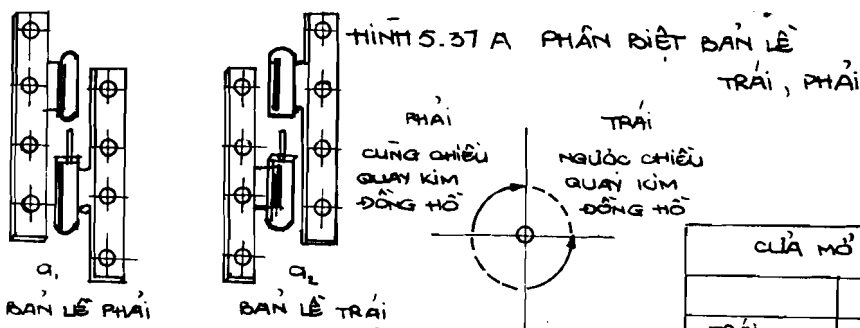 HÌNH 5.37 A PHÂN BIỆT BẢN LỀ
TRÁI, PHẢI
PHẢI
CÙNG CHIỀU
QUAY KIM
ĐỒNG HỒ
TRÁI
NGƯỢC CHIỀU
QUAY KIM
ĐỒNG HỒ
a₁
BẢN LỀ PHẢI
a₂
BẢN LỀ TRÁI
CỬA MỞ